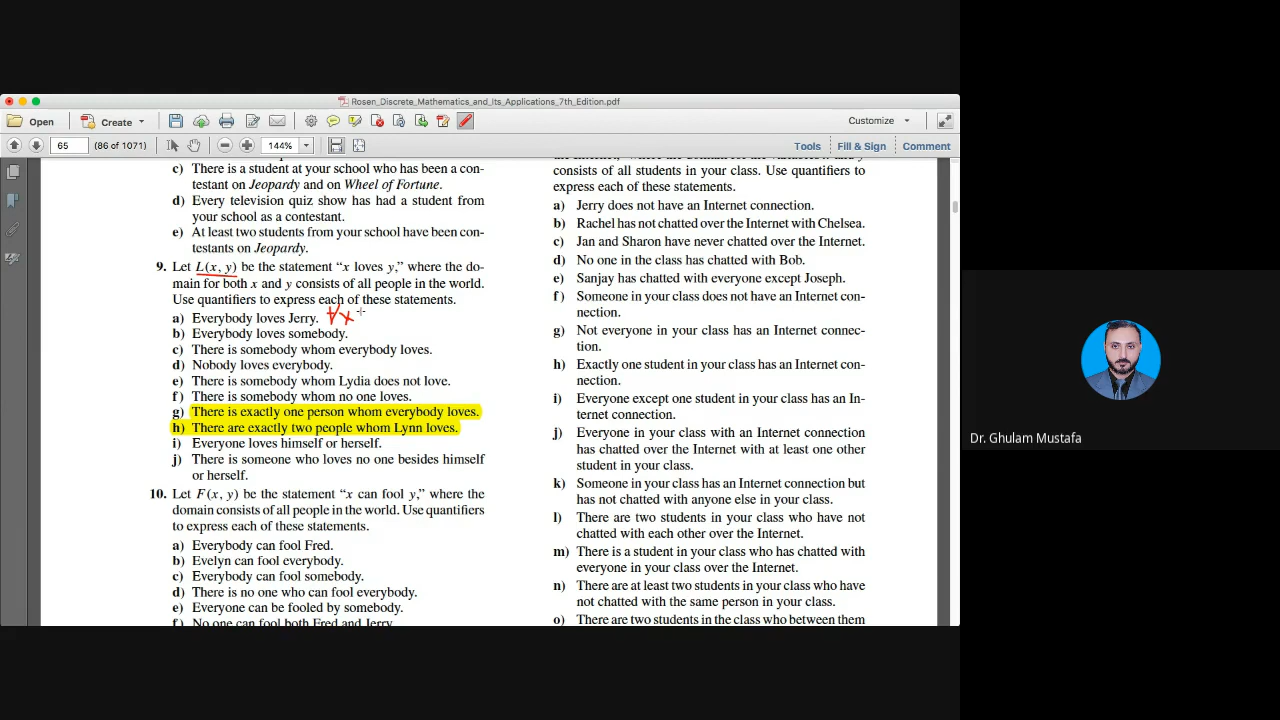 Rosen_Discrete_Mathematics_and_Its_Applications_7th_Edition.pdf
Open
Create
Customize
65
(86 of 1071)
144%
Tools
Fill & Sign
Comment
c) There is a student at your school who has been a con-
testant on Jeopardy and on Wheel of Fortune.
d) Every television quiz show has had a student from
your school as a contestant.
e) At least two students from your school have been con-
testants on Jeopardy.
9. Let L(x, y) be the statement “x loves y,” where the do-
main for both x and y consists of all people in the world.
Use quantifiers to express each of these statements.
a) Everybody loves Jerry. ∀x
b) Everybody loves somebody.
c) There is somebody whom everybody loves.
d) Nobody loves everybody.
e) There is somebody whom Lydia does not love.
f) There is somebody whom no one loves.
g) There is exactly one person whom everybody loves.
h) There are exactly two people whom Lynn loves.
i) Everyone loves himself or herself.
j) There is someone who loves no one besides himself
or herself.
10. Let F(x, y) be the statement “x can fool y,” where the
domain consists of all people in the world. Use quantifiers
to express each of these statements.
a) Everybody can fool Fred.
b) Evelyn can fool everybody.
c) Everybody can fool somebody.
d) There is no one who can fool everybody.
e) Everyone can be fooled by somebody.
f) No one can fool both Fred and Jerry
consists of all students in your class. Use quantifiers to
express each of these statements.
a) Jerry does not have an Internet connection.
b) Rachel has not chatted over the Internet with Chelsea.
c) Jan and Sharon have never chatted over the Internet.
d) No one in the class has chatted with Bob.
e) Sanjay has chatted with everyone except Joseph.
f) Someone in your class does not have an Internet con-
nection.
g) Not everyone in your class has an Internet connec-
tion.
h) Exactly one student in your class has an Internet con-
nection.
i) Everyone except one student in your class has an In-
ternet connection.
j) Everyone in your class with an Internet connection
has chatted over the Internet with at least one other
student in your class.
k) Someone in your class has an Internet connection but
has not chatted with anyone else in your class.
l) There are two students in your class who have not
chatted with each other over the Internet.
m) There is a student in your class who has chatted with
everyone in your class over the Internet.
n) There are at least two students in your class who have
not chatted with the same person in your class.
o) There are two students in the class who between them
Dr. Ghulam Mustafa